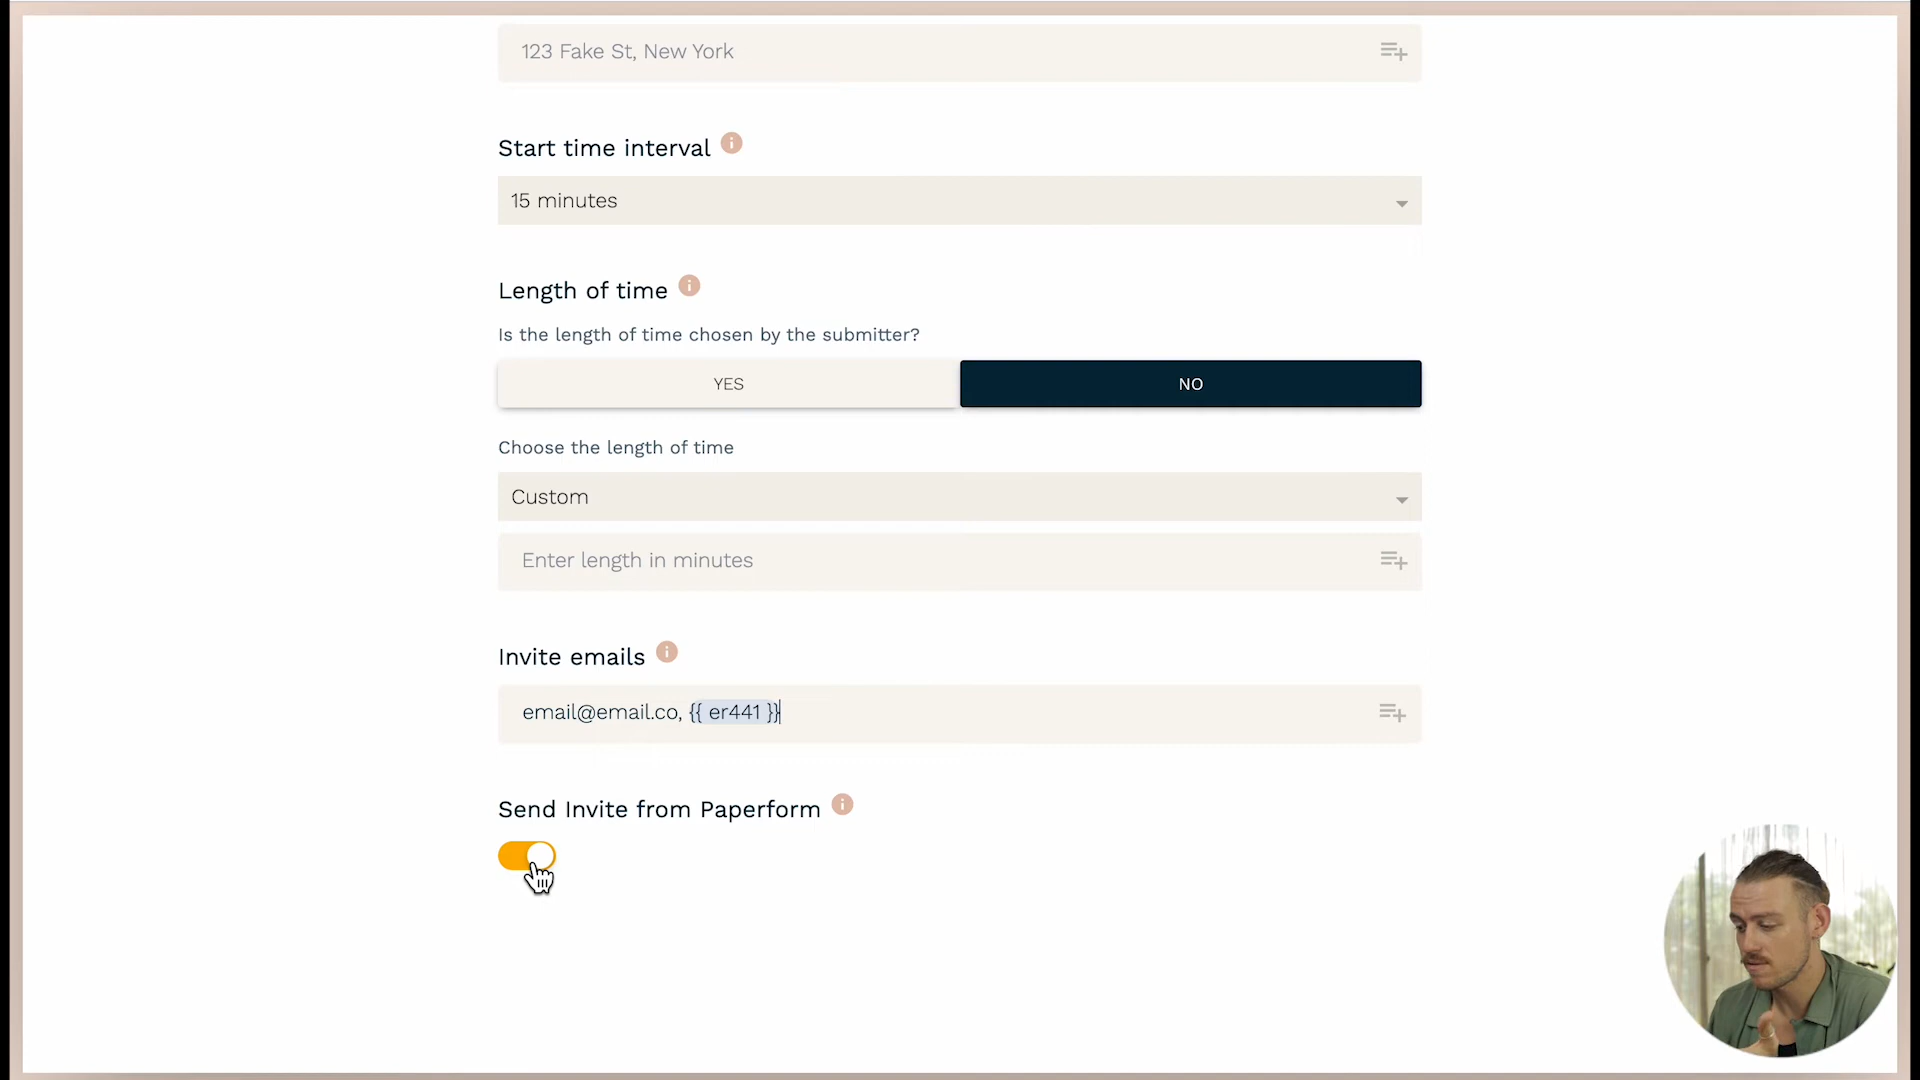 123 Fake St, New York
Start time interval
15 minutes
Length of time
Is the length of time chosen by the submitter?
YES
NO
Choose the length of time
Custom
Enter length in minutes
Invite emails
email@email.co, {{ er441 }}
Send Invite from Paperform